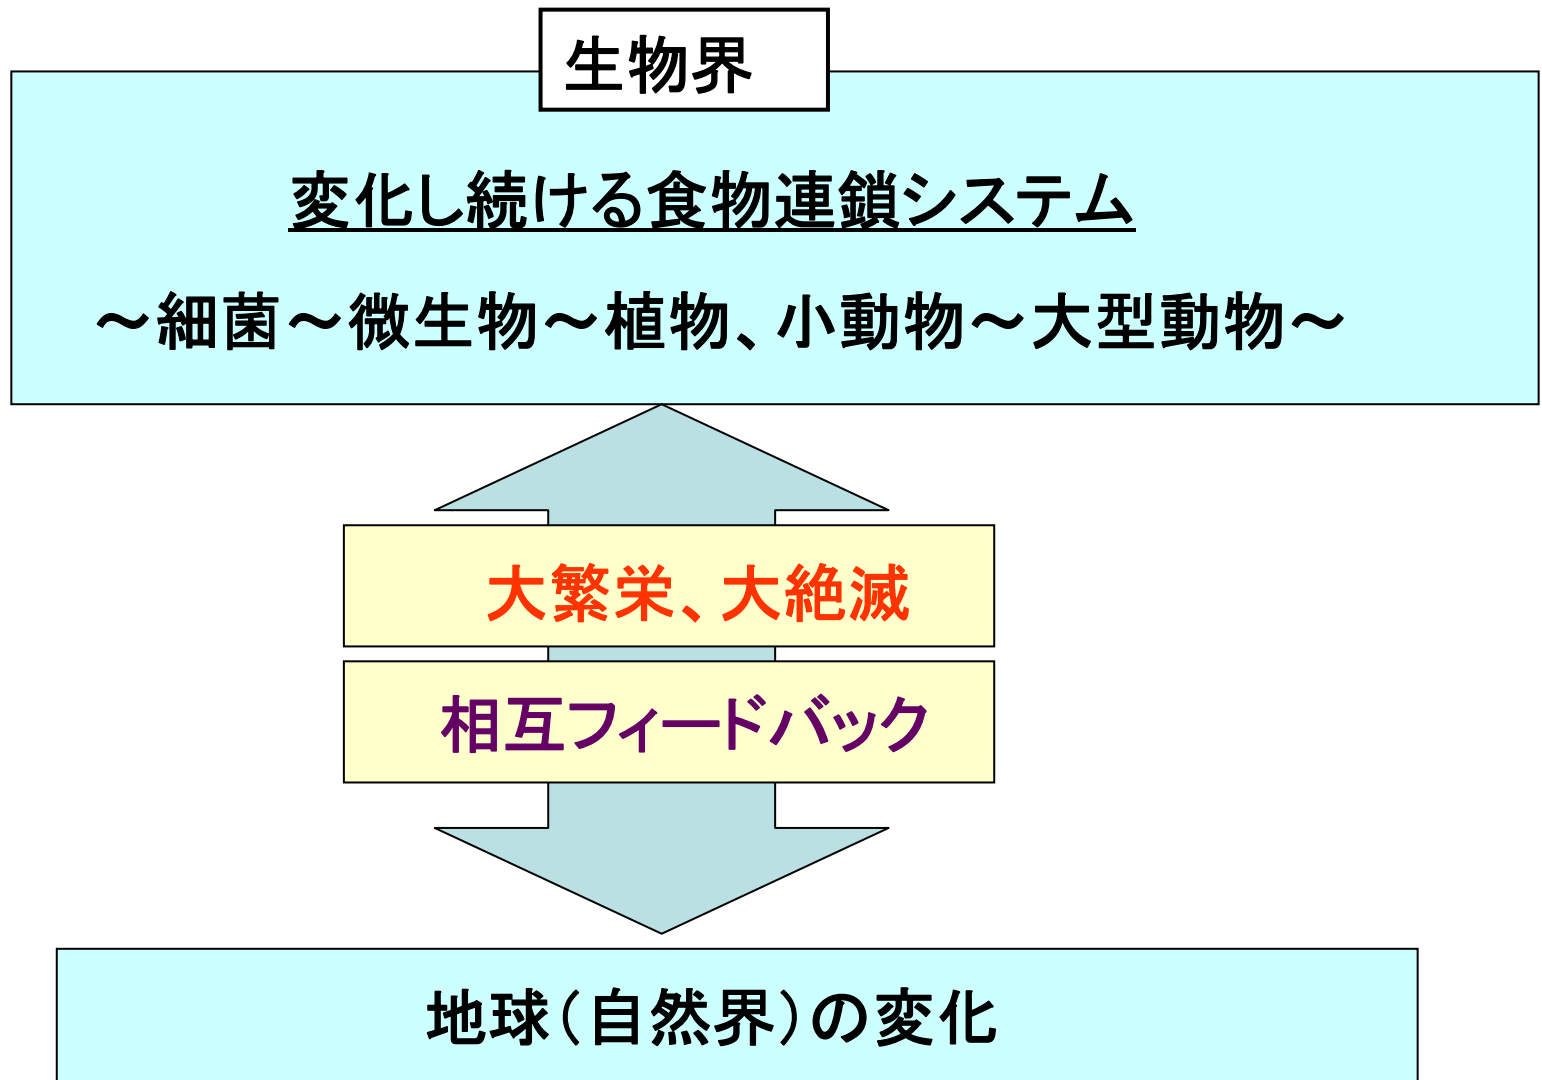 生物界
変化し続ける食物連鎖システム
～細菌～微生物～植物、小動物～大型動物～
大繁栄、大絶滅
相互フィードバック
地球（自然界）の変化